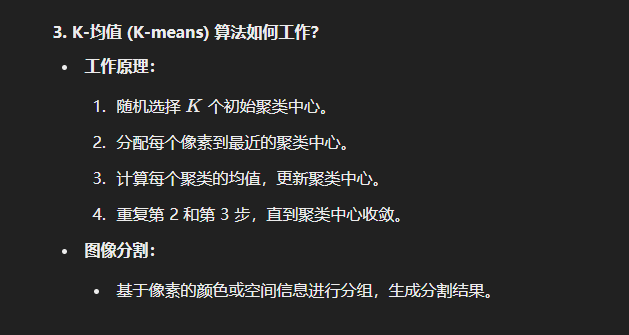 3. K-均值 (K-means) 算法如何工作？
• 工作原理：
1. 随机选择 K 个初始聚类中心。
2. 分配每个像素到最近的聚类中心。
3. 计算每个聚类的均值，更新聚类中心。
4. 重复第 2 和第 3 步，直到聚类中心收敛。
• 图像分割：
• 基于像素的颜色或空间信息进行分组，生成分割结果。